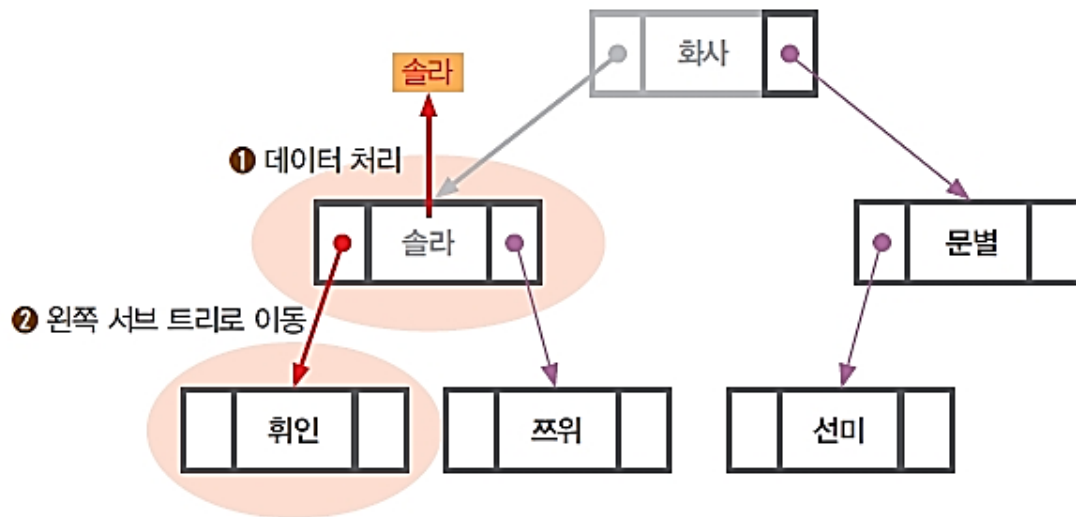 화사
솔라
❶ 데이터 처리
솔라
문별
❷ 왼쪽 서브 트리로 이동
휘인
쯔위
선미